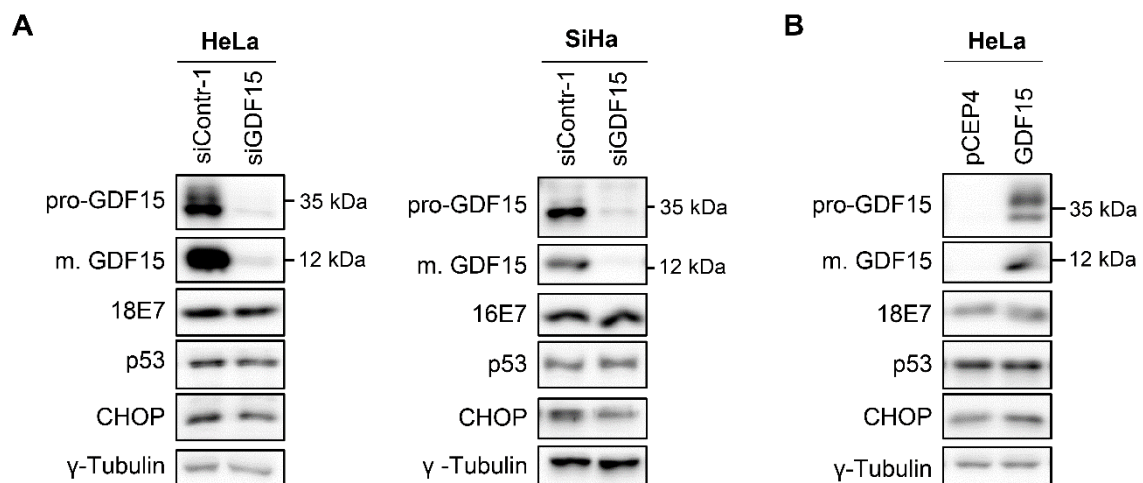 A
HeLa
siContr-1
siGDF15
pro-GDF15
35 kDa
m. GDF15
12 kDa
18E7
p53
CHOP
γ-Tubulin
SiHa
siContr-1
siGDF15
pro-GDF15
35 kDa
m. GDF15
12 kDa
16E7
p53
CHOP
γ -Tubulin
B
HeLa
pCEP4
GDF15
pro-GDF15
35 kDa
m. GDF15
12 kDa
18E7
p53
CHOP
γ-Tubulin